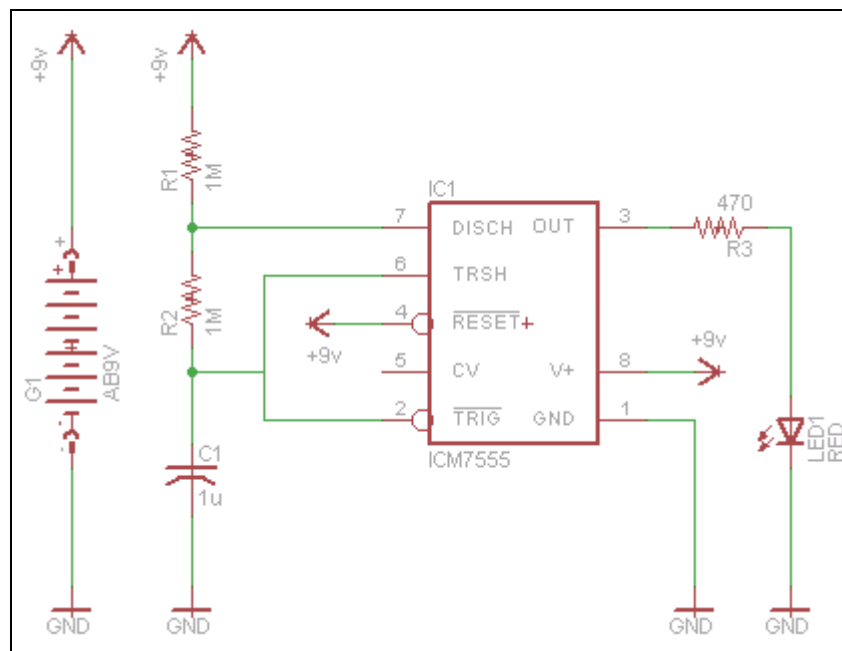 +9v
+9v
R1
1M
IC1
7
DISCH
OUT
3
470
R3
6
TRSH
R2
1M
4
RESET+
+9v
+9v
5
CV
V+
8
G1
AB9V
+
+
+
-
2
TRIG
GND
1
LED1
RED
C1
1u
ICM7555
GND
GND
GND
GND